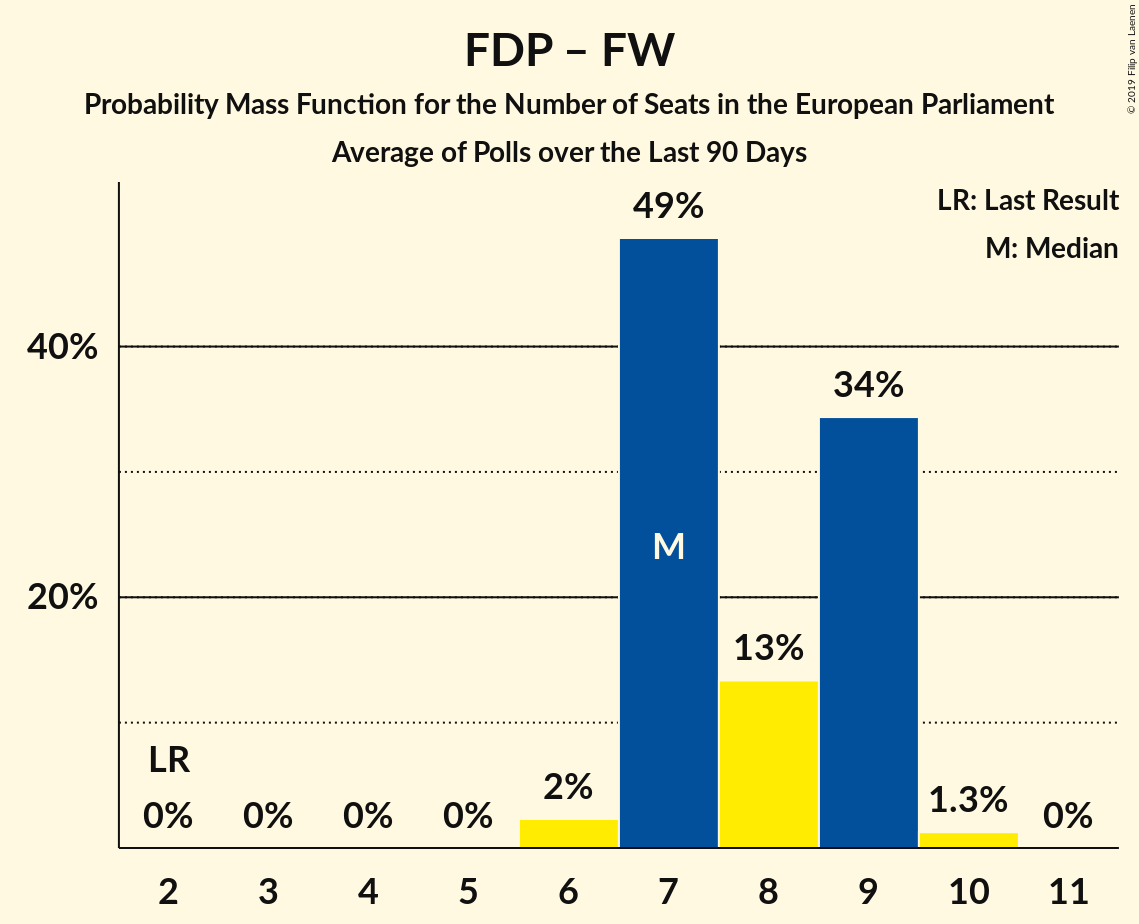 FDP – FW
Probability Mass Function for the Number of Seats in the European Parliament
Average of Polls over the Last 90 Days
© 2019 Filip van Laenen
LR: Last Result
M: Median
49%
40%
34%
M
20%
13%
LR
2%
1.3%
0% 0% 0% 0% 0%
2 3 4 5 6 7 8 9 10 11